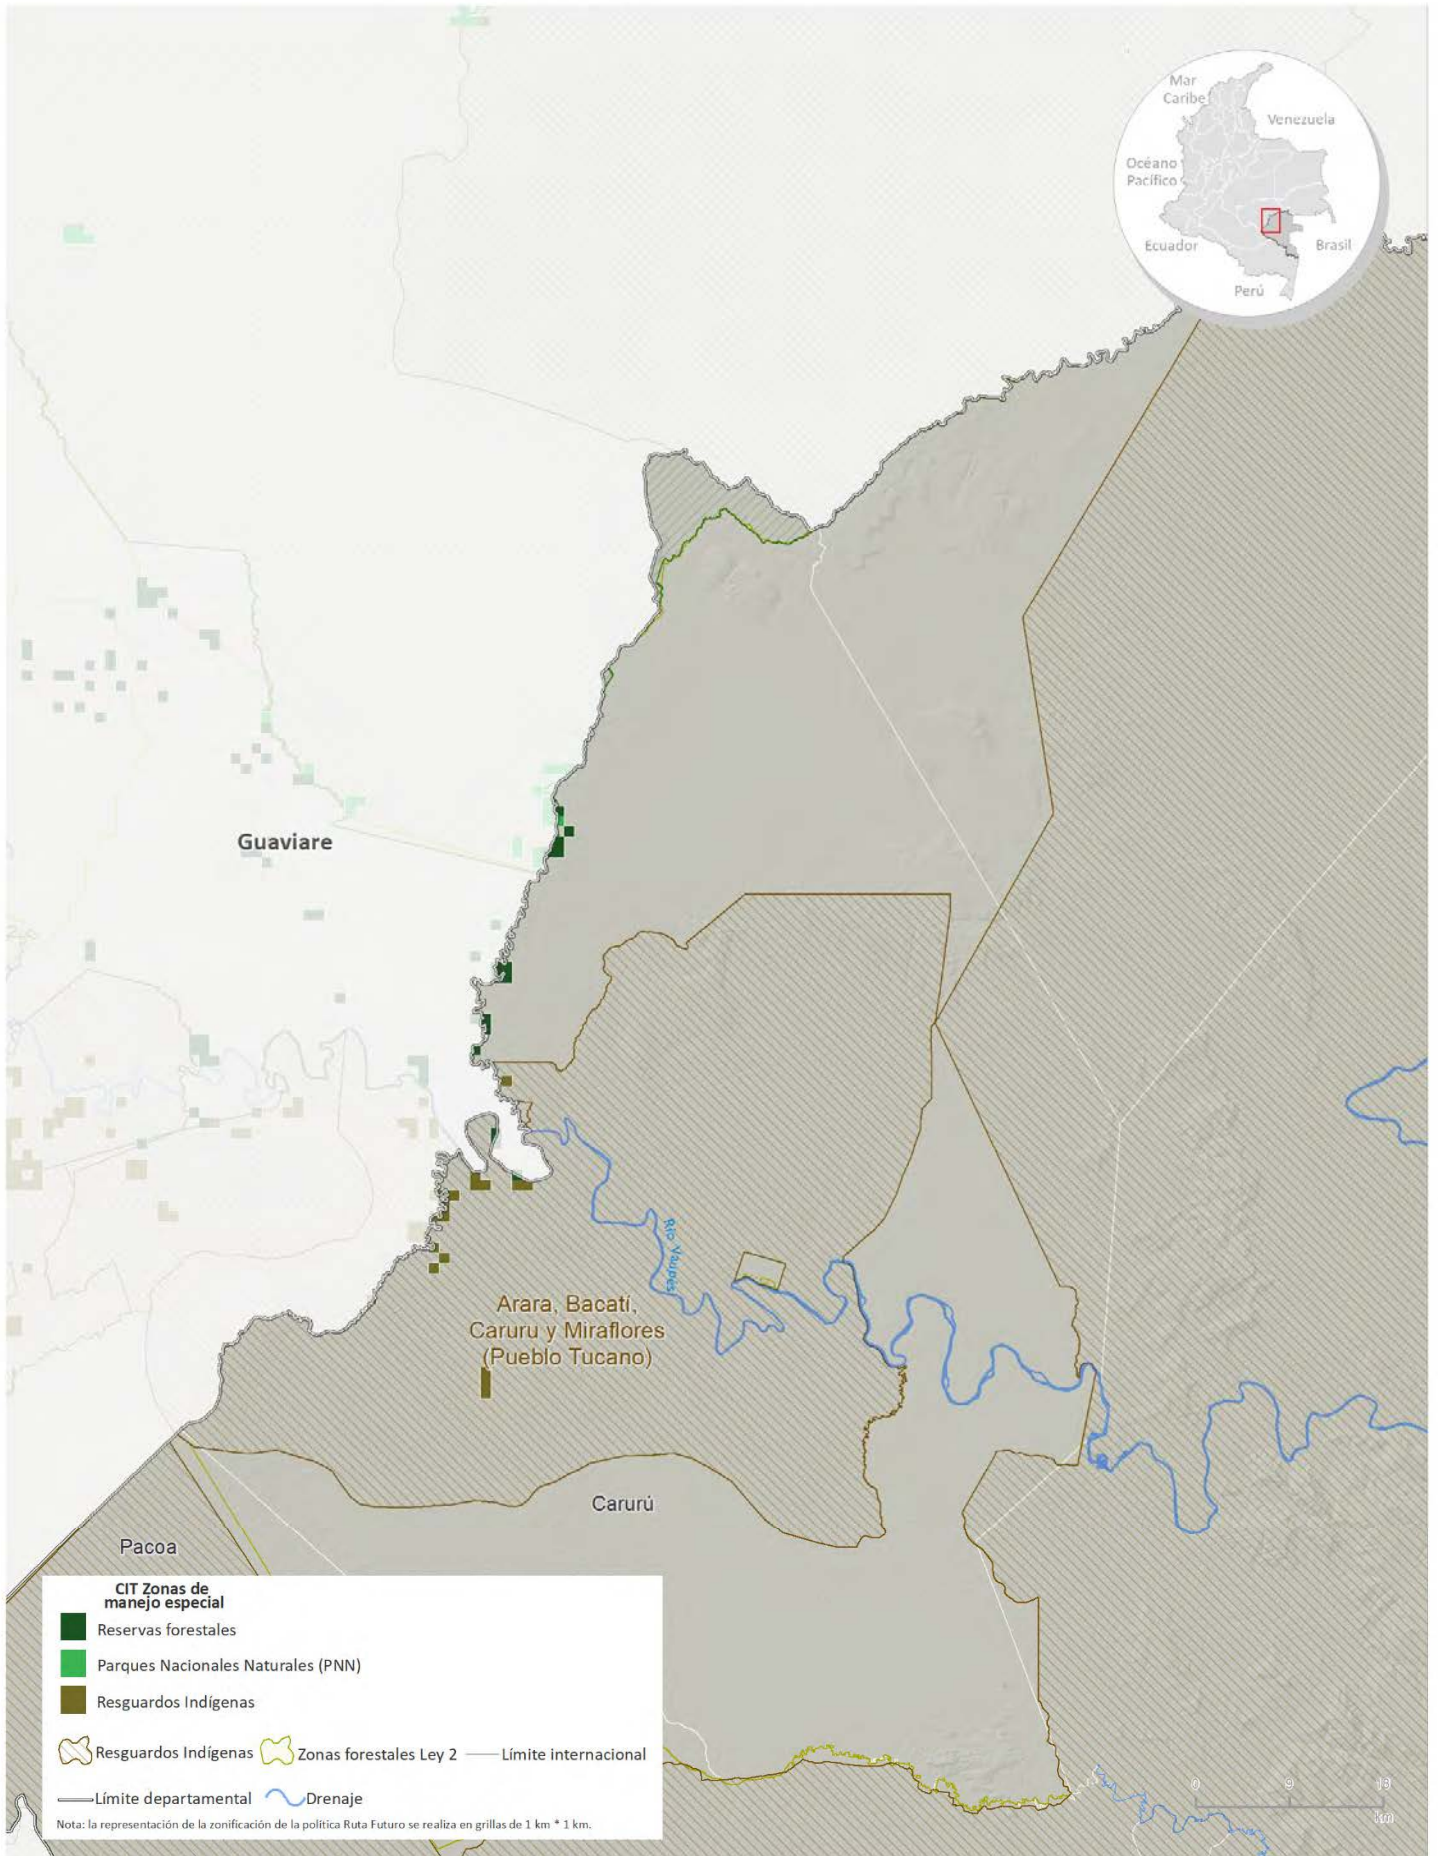 Mar
Caribe
Venezuela
Océano
Pacífico
Ecuador
Brasil
Perú
Guaviare
Río Vaupés
Arara, Bacatí,
Caruru y Miraflores
(Pueblo Tucano)
Carurú
Pacoa
CIT Zonas de
manejo especial
Reservas forestales
Parques Nacionales Naturales (PNN)
Resguardos Indígenas
Resguardos Indígenas
Zonas forestales Ley 2
Límite internacional
Límite departamental
Drenaje
Nota: la representación de la zonificación de la política Ruta Futuro se realiza en grillas de 1 km * 1 km.
0 9 18
km